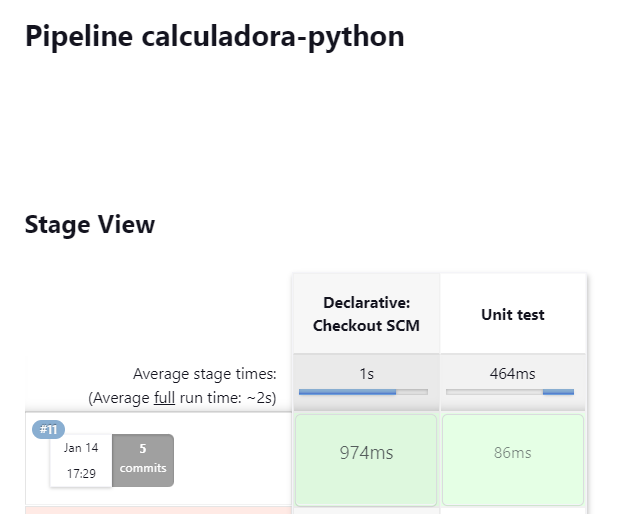 Pipeline calculadora-python
Stage View
Declarative:
Checkout SCM
Unit test
Average stage times:
(Average full run time: ~2s)
1s
464ms
#11
Jan 14
17:29
5
commits
974ms
86ms